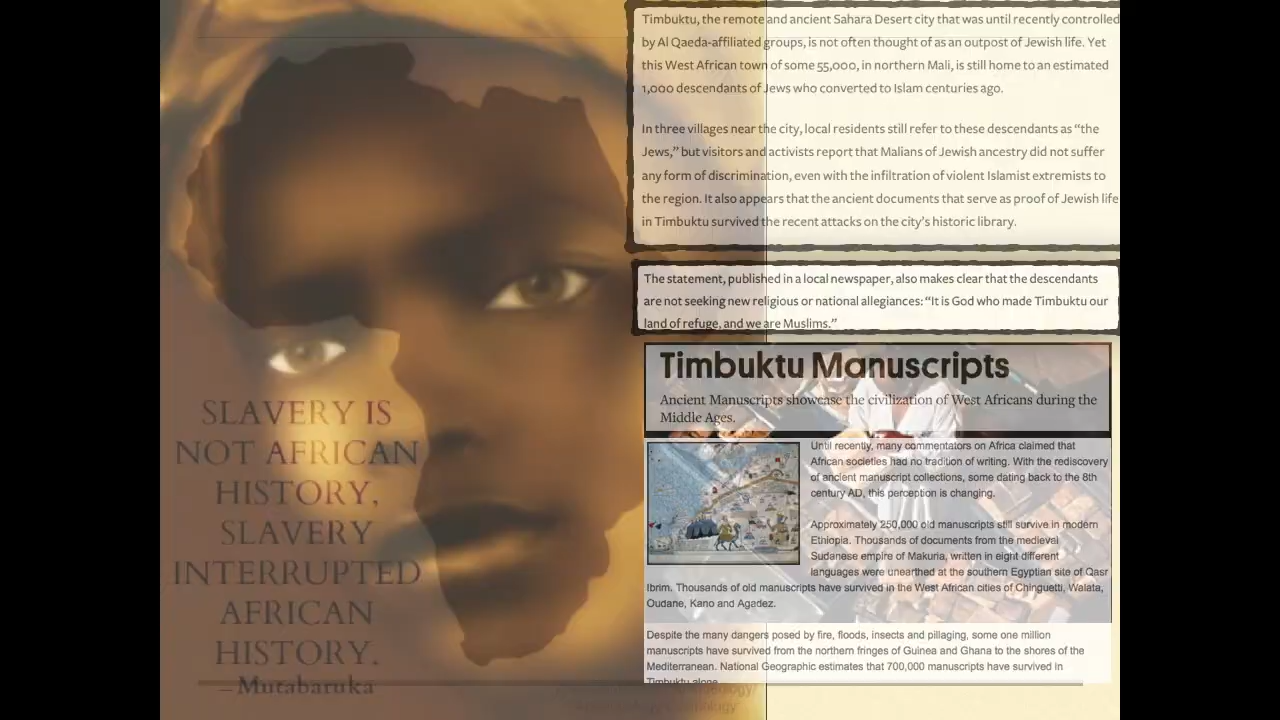 Timbuktu, the remote and ancient Sahara Desert city that was until recently controlled
by Al Qaeda-affiliated groups, is not often thought of as an outpost of Jewish life. Yet
this West African town of some 55,000, in northern Mali, is still home to an estimated
1,000 descendants of Jews who converted to Islam centuries ago.
In three villages near the city, local residents still refer to these descendants as “the
Jews,” but visitors and activists report that Malians of Jewish ancestry did not suffer
any form of discrimination, even with the infiltration of violent Islamist extremists to
the region. It also appears that the ancient documents that serve as proof of Jewish life
in Timbuktu survived the recent attacks on the city’s historic library.
The statement, published in a local newspaper, also makes clear that the descendants
are not seeking new religious or national allegiances: “It is God who made Timbuktu our
land of refuge, and we are Muslims.”
Timbuktu Manuscripts
Ancient Manuscripts showcase the civilization of West Africans during the
Middle Ages.
Until recently, many commentators on Africa claimed that
African societies had no tradition of writing. With the rediscovery
of ancient manuscript collections, some dating back to the 8th
century AD, this perception is changing.
Approximately 250,000 old manuscripts still survive in modern
Ethiopia. Thousands of documents from the medieval
Sudanese empire of Makuria, written in eight different
languages were unearthed at the southern Egyptian site of Qasr
Ibrim. Thousands of old manuscripts have survived in the West African cities of Chinguetti, Walata,
Oudane, Kano and Agadez.
Despite the many dangers posed by fire, floods, insects and pillaging, some one million
manuscripts have survived from the northern fringes of Guinea and Ghana to the shores of the
Mediterranean. National Geographic estimates that 700,000 manuscripts have survived in
Timbuktu alone.
SLAVERY IS
NOT AFRICAN
HISTORY.
SLAVERY
INTERRUPTED
AFRICAN
HISTORY.
– Mutabaruka